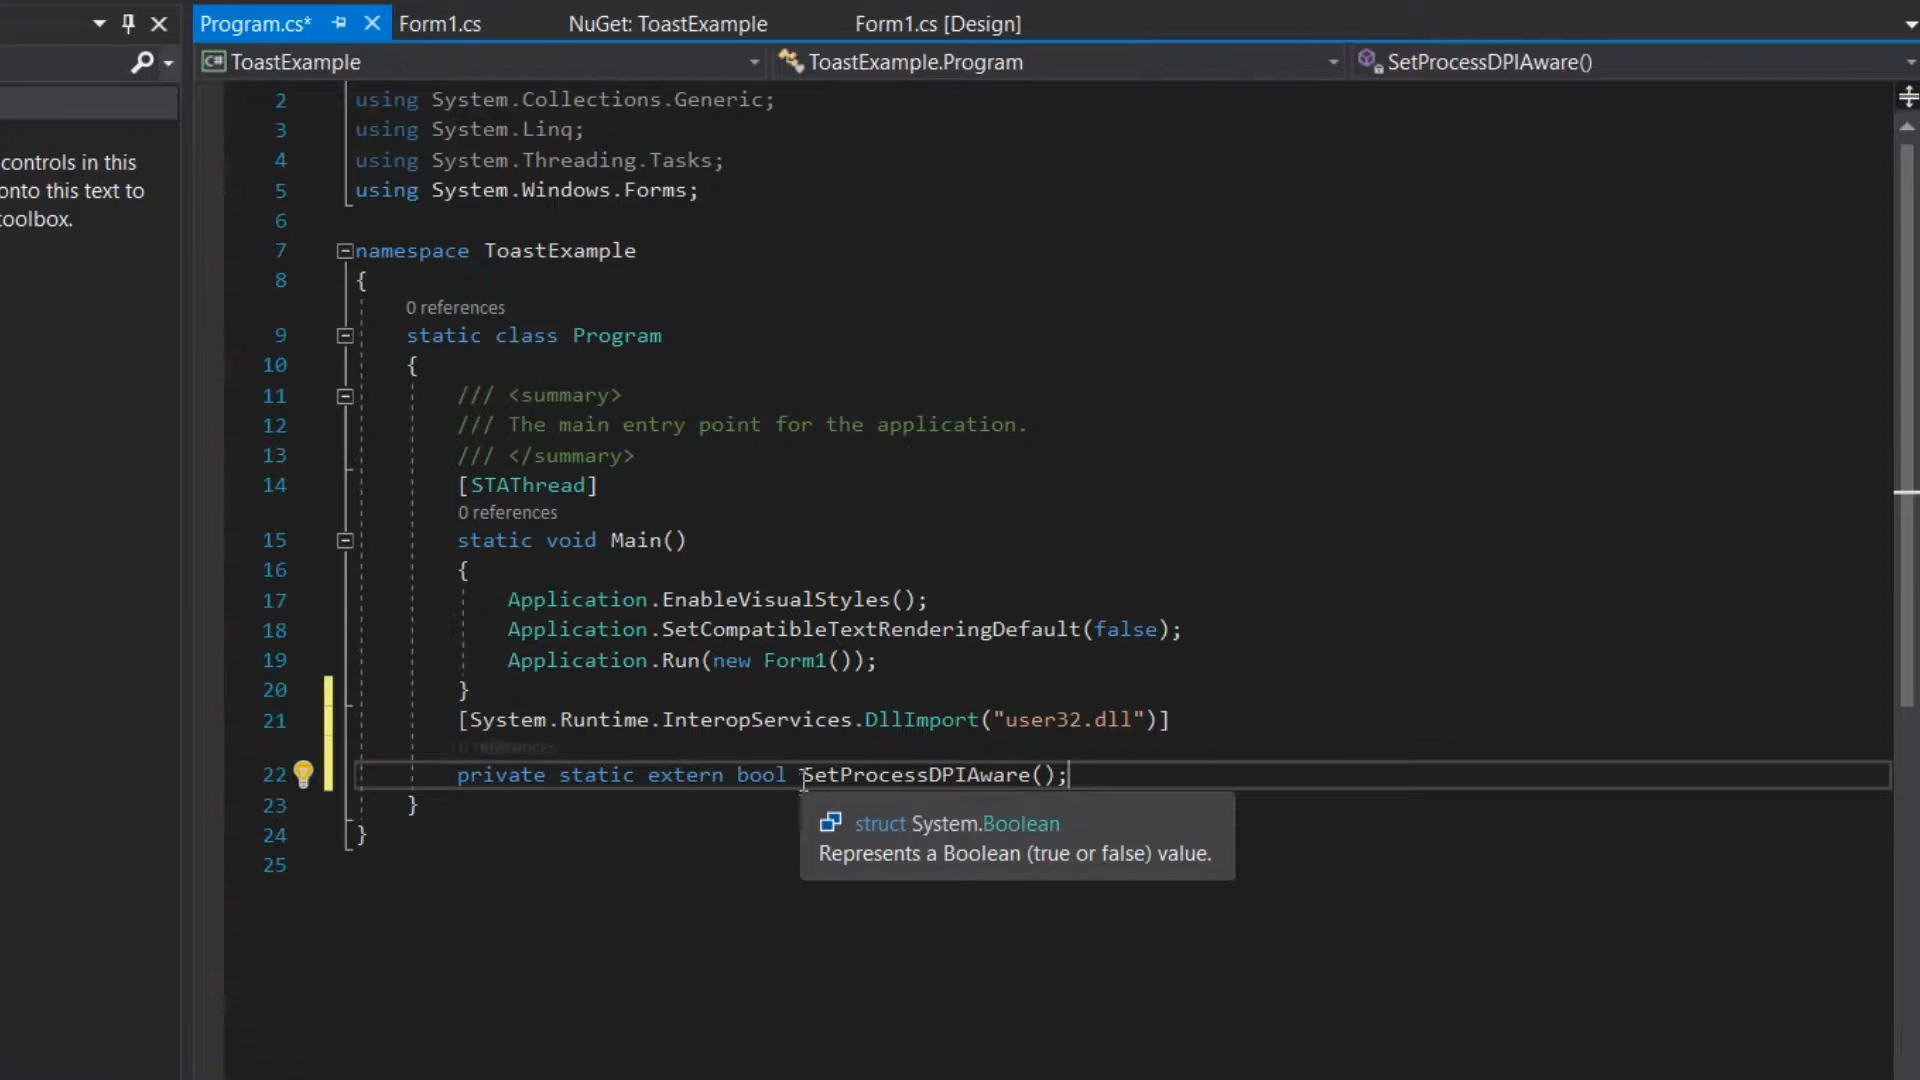 Program.cs*
Form1.cs
NuGet: ToastExample
Form1.cs [Design]
C# ToastExample
ToastExample.Program
SetProcessDPIAware()
controls in this
onto this text to
toolbox.
2 using System.Collections.Generic;
3 using System.Linq;
4 using System.Threading.Tasks;
5 using System.Windows.Forms;
6
7 namespace ToastExample
8 {
0 references
9 static class Program
10 {
11 /// <summary>
12 /// The main entry point for the application.
13 /// </summary>
14 [STAThread]
0 references
15 static void Main()
16 {
17 Application.EnableVisualStyles();
18 Application.SetCompatibleTextRenderingDefault(false);
19 Application.Run(new Form1());
20 }
21 [System.Runtime.InteropServices.DllImport("user32.dll")]
0 references
22 private static extern bool SetProcessDPIAware();
23 }
24 }
25
struct System.Boolean
Represents a Boolean (true or false) value.